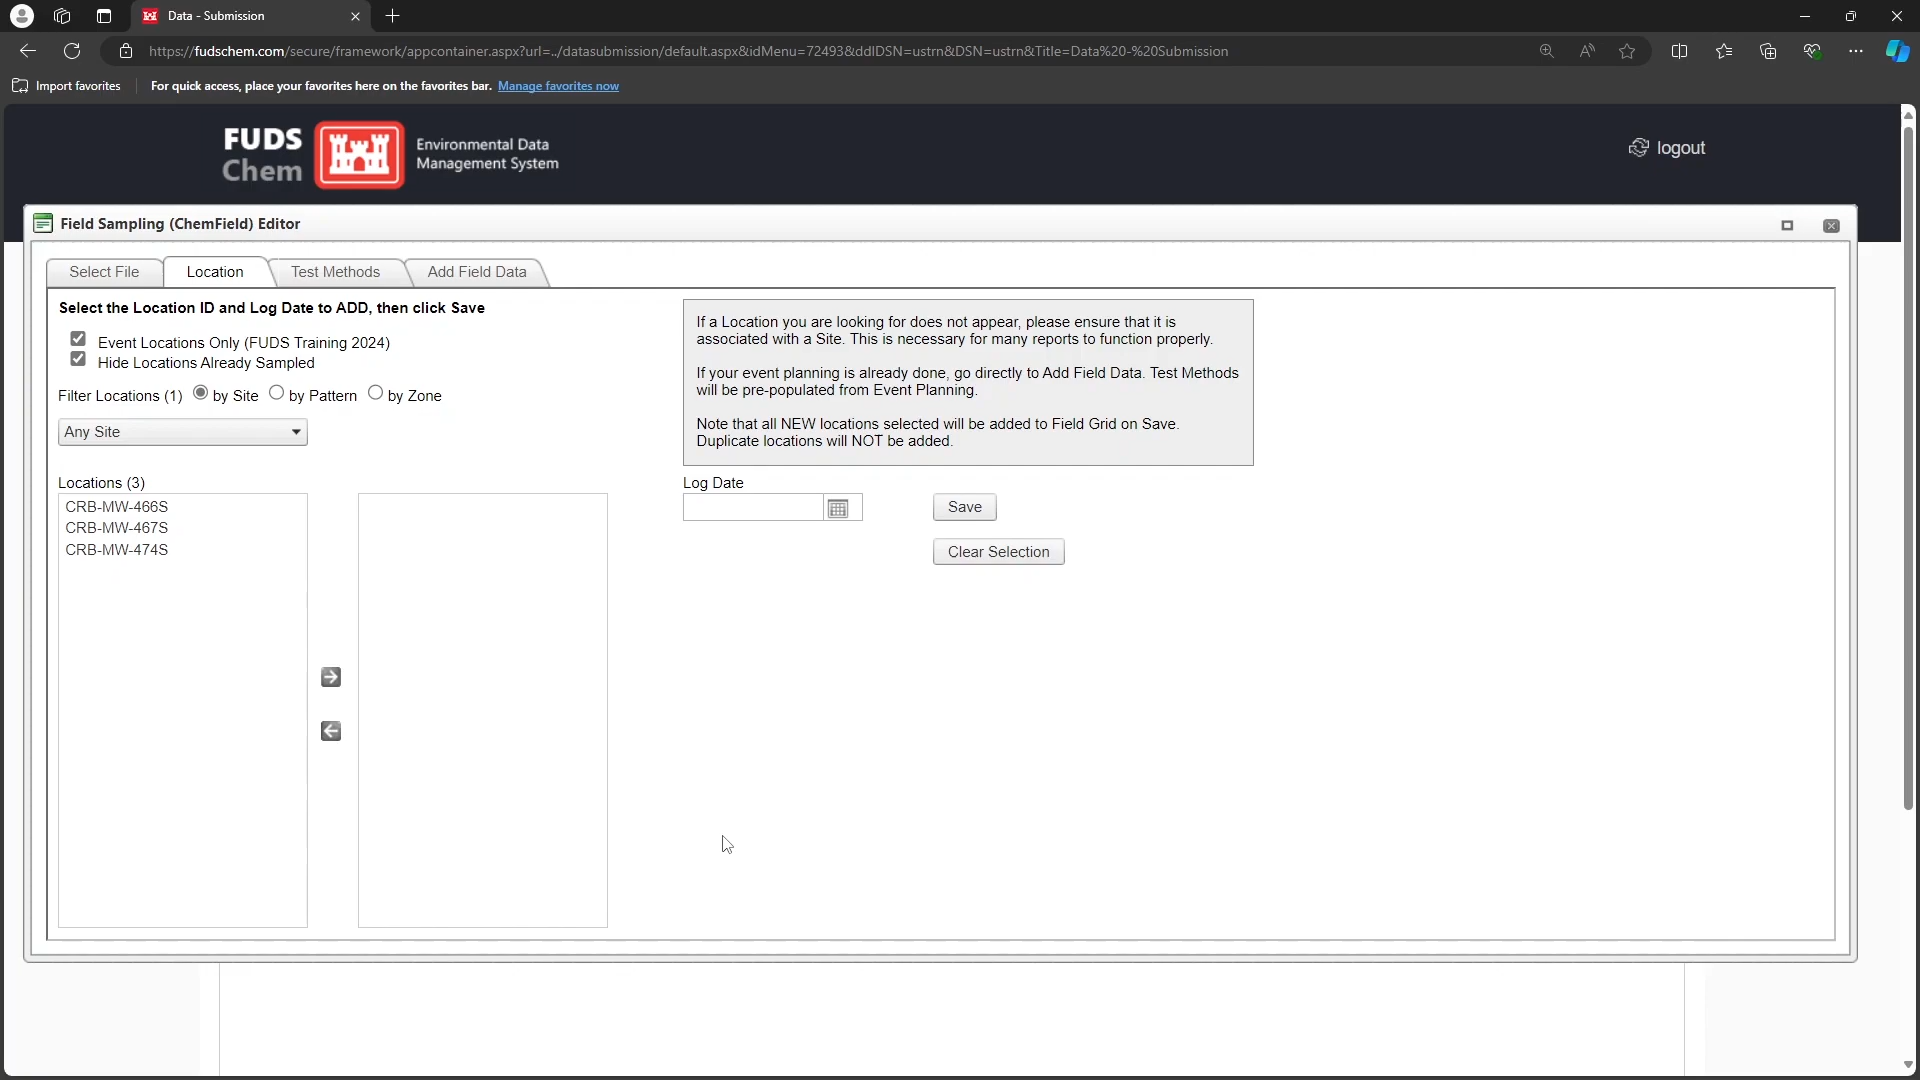 Data - Submission
https://fudschem.com/secure/framework/appcontainer.aspx?url=../datasubmission/default.aspx&idMenu=72493&ddlDSN=ustrn&DSN=ustrn&Title=Data%20-%20Submission
Import favorites
For quick access, place your favorites here on the favorites bar. Manage favorites now
FUDS
Chem
Environmental Data
Management System
logout
Field Sampling (ChemField) Editor
Select File
Location
Test Methods
Add Field Data
Select the Location ID and Log Date to ADD, then click Save
Event Locations Only (FUDS Training 2024)
Hide Locations Already Sampled
Filter Locations (1) by Site by Pattern by Zone
Any Site
If a Location you are looking for does not appear, please ensure that it is
associated with a Site. This is necessary for many reports to function properly.
If your event planning is already done, go directly to Add Field Data. Test Methods
will be pre-populated from Event Planning.
Note that all NEW locations selected will be added to Field Grid on Save.
Duplicate locations will NOT be added.
Locations (3)
CRB-MW-466S
CRB-MW-467S
CRB-MW-474S
Log Date
Save
Clear Selection